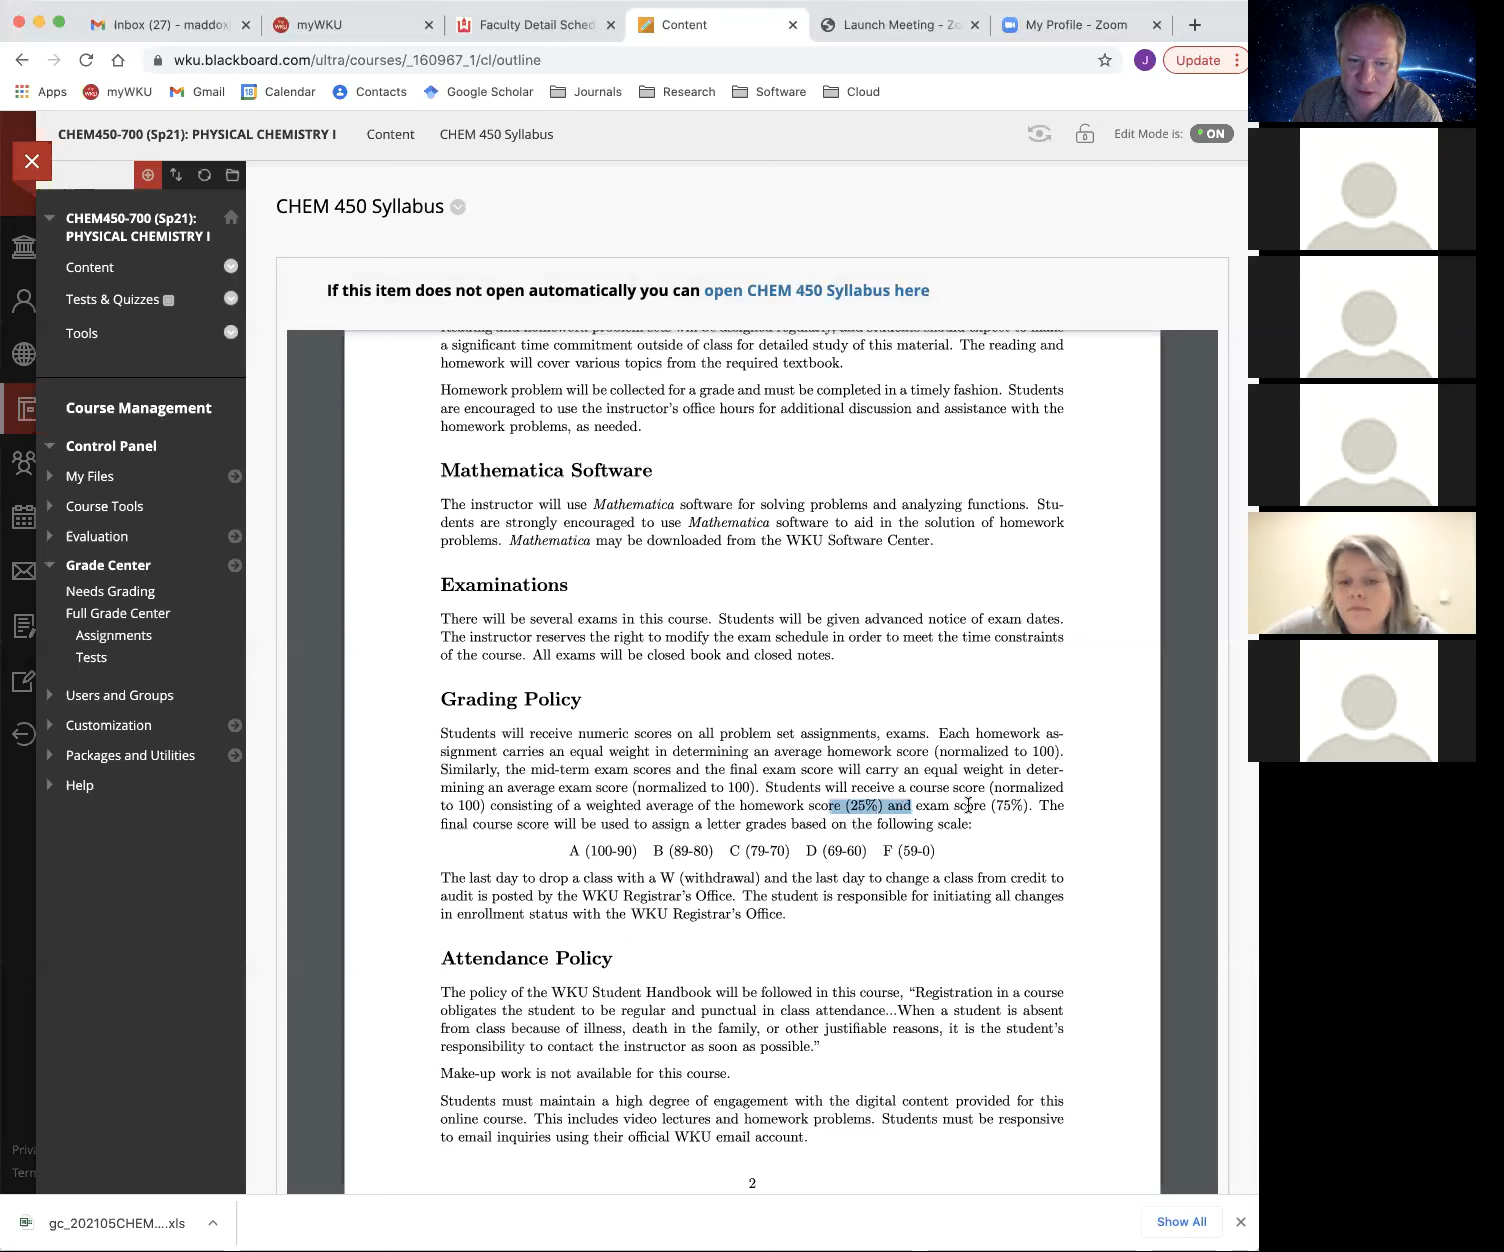 Inbox (27) - maddox
myWKU
Faculty Detail Sched
Content
Launch Meeting - Zo
My Profile - Zoom
wku.blackboard.com/ultra/courses/_160967_1/cl/outline
J
Update
Apps
myWKU
Gmail
18
Calendar
Contacts
Google Scholar
Journals
Research
Software
Cloud
CHEM450-700 (Sp21): PHYSICAL CHEMISTRY I
Content
CHEM 450 Syllabus
Edit Mode is:
ON
CHEM450-700 (Sp21):
PHYSICAL CHEMISTRY I
Content
Tests & Quizzes
Tools
Course Management
Control Panel
My Files
Course Tools
Evaluation
Grade Center
Needs Grading
Full Grade Center
Assignments
Tests
Users and Groups
Customization
Packages and Utilities
Help
Priva
Term
CHEM 450 Syllabus
If this item does not open automatically you can open CHEM 450 Syllabus here
Reading and homework problem sets will be assigned regularly, and students should expect to make
a significant time commitment outside of class for detailed study of this material. The reading and
homework will cover various topics from the required textbook.
Homework problem will be collected for a grade and must be completed in a timely fashion. Students
are encouraged to use the instructor's office hours for additional discussion and assistance with the
homework problems, as needed.
Mathematica Software
The instructor will use Mathematica software for solving problems and analyzing functions. Stu-
dents are strongly encouraged to use Mathematica software to aid in the solution of homework
problems. Mathematica may be downloaded from the WKU Software Center.
Examinations
There will be several exams in this course. Students will be given advanced notice of exam dates.
The instructor reserves the right to modify the exam schedule in order to meet the time constraints
of the course. All exams will be closed book and closed notes.
Grading Policy
Students will receive numeric scores on all problem set assignments, exams. Each homework as-
signment carries an equal weight in determining an average homework score (normalized to 100).
Similarly, the mid-term exam scores and the final exam score will carry an equal weight in deter-
mining an average exam score (normalized to 100). Students will receive a course score (normalized
to 100) consisting of a weighted average of the homework score (25%) and exam score (75%). The
final course score will be used to assign a letter grades based on the following scale:
A (100-90) B (89-80) C (79-70) D (69-60) F (59-0)
The last day to drop a class with a W (withdrawal) and the last day to change a class from credit to
audit is posted by the WKU Registrar's Office. The student is responsible for initiating all changes
in enrollment status with the WKU Registrar's Office.
Attendance Policy
The policy of the WKU Student Handbook will be followed in this course, "Registration in a course
obligates the student to be regular and punctual in class attendance...When a student is absent
from class because of illness, death in the family, or other justifiable reasons, it is the student's
responsibility to contact the instructor as soon as possible."
Make-up work is not available for this course.
Students must maintain a high degree of engagement with the digital content provided for this
online course. This includes video lectures and homework problems. Students must be responsive
to email inquiries using their official WKU email account.
2
gc_202105CHEM....xls
Show All